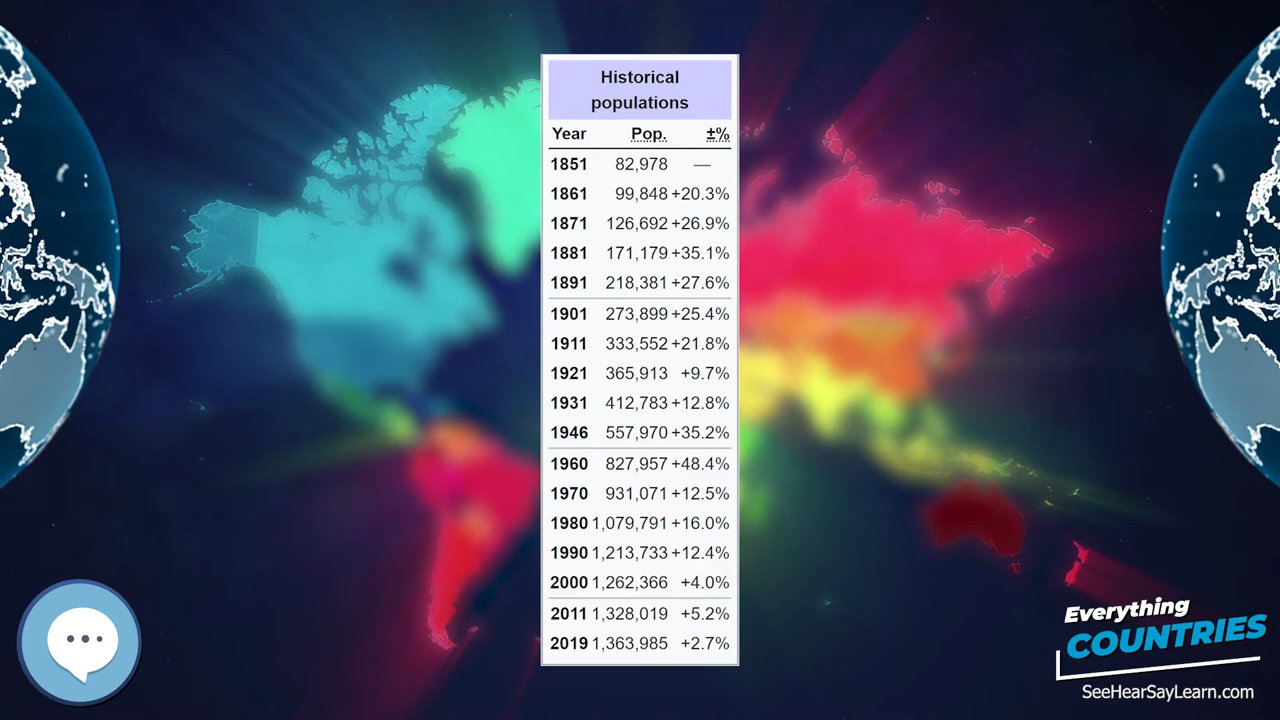 Historical
populations
Year Pop. ±%
1851 82,978 —
1861 99,848 +20.3%
1871 126,692 +26.9%
1881 171,179 +35.1%
1891 218,381 +27.6%
1901 273,899 +25.4%
1911 333,552 +21.8%
1921 365,913 +9.7%
1931 412,783 +12.8%
1946 557,970 +35.2%
1960 827,957 +48.4%
1970 931,071 +12.5%
1980 1,079,791 +16.0%
1990 1,213,733 +12.4%
2000 1,262,366 +4.0%
2011 1,328,019 +5.2%
2019 1,363,985 +2.7%
Everything
COUNTRIES
SeeHearSayLearn.com